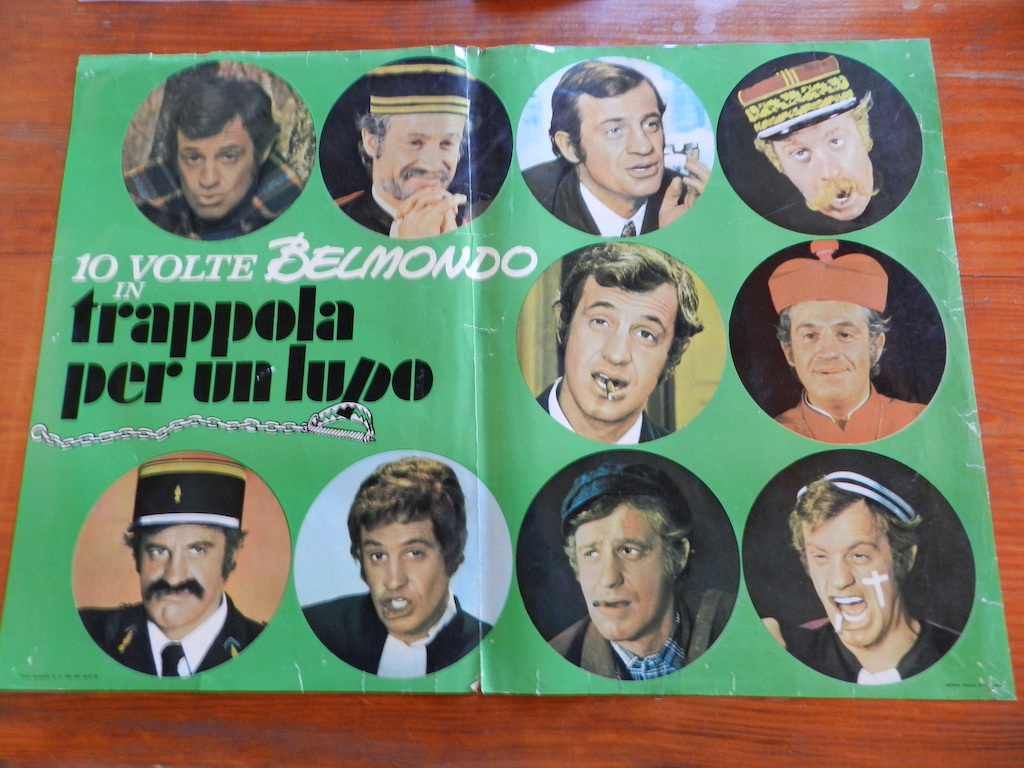 10 VOLTE BELMONDO
IN
trappola
per un lupo